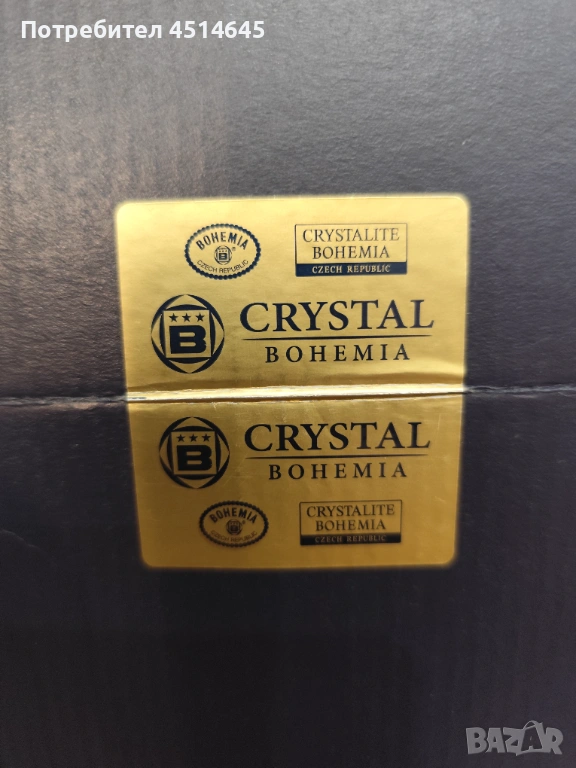 Потребител 4514645
BOHEMIA
B
CZECH REPUBLIC
CRYSTALITE
BOHEMIA
CZECH REPUBLIC
B
CRYSTAL
BOHEMIA
B
CRYSTAL
BOHEMIA
BOHEMIA
CZECH REPUBLIC
CRYSTALITE
BOHEMIA
CZECH REPUBLIC
BAZAR